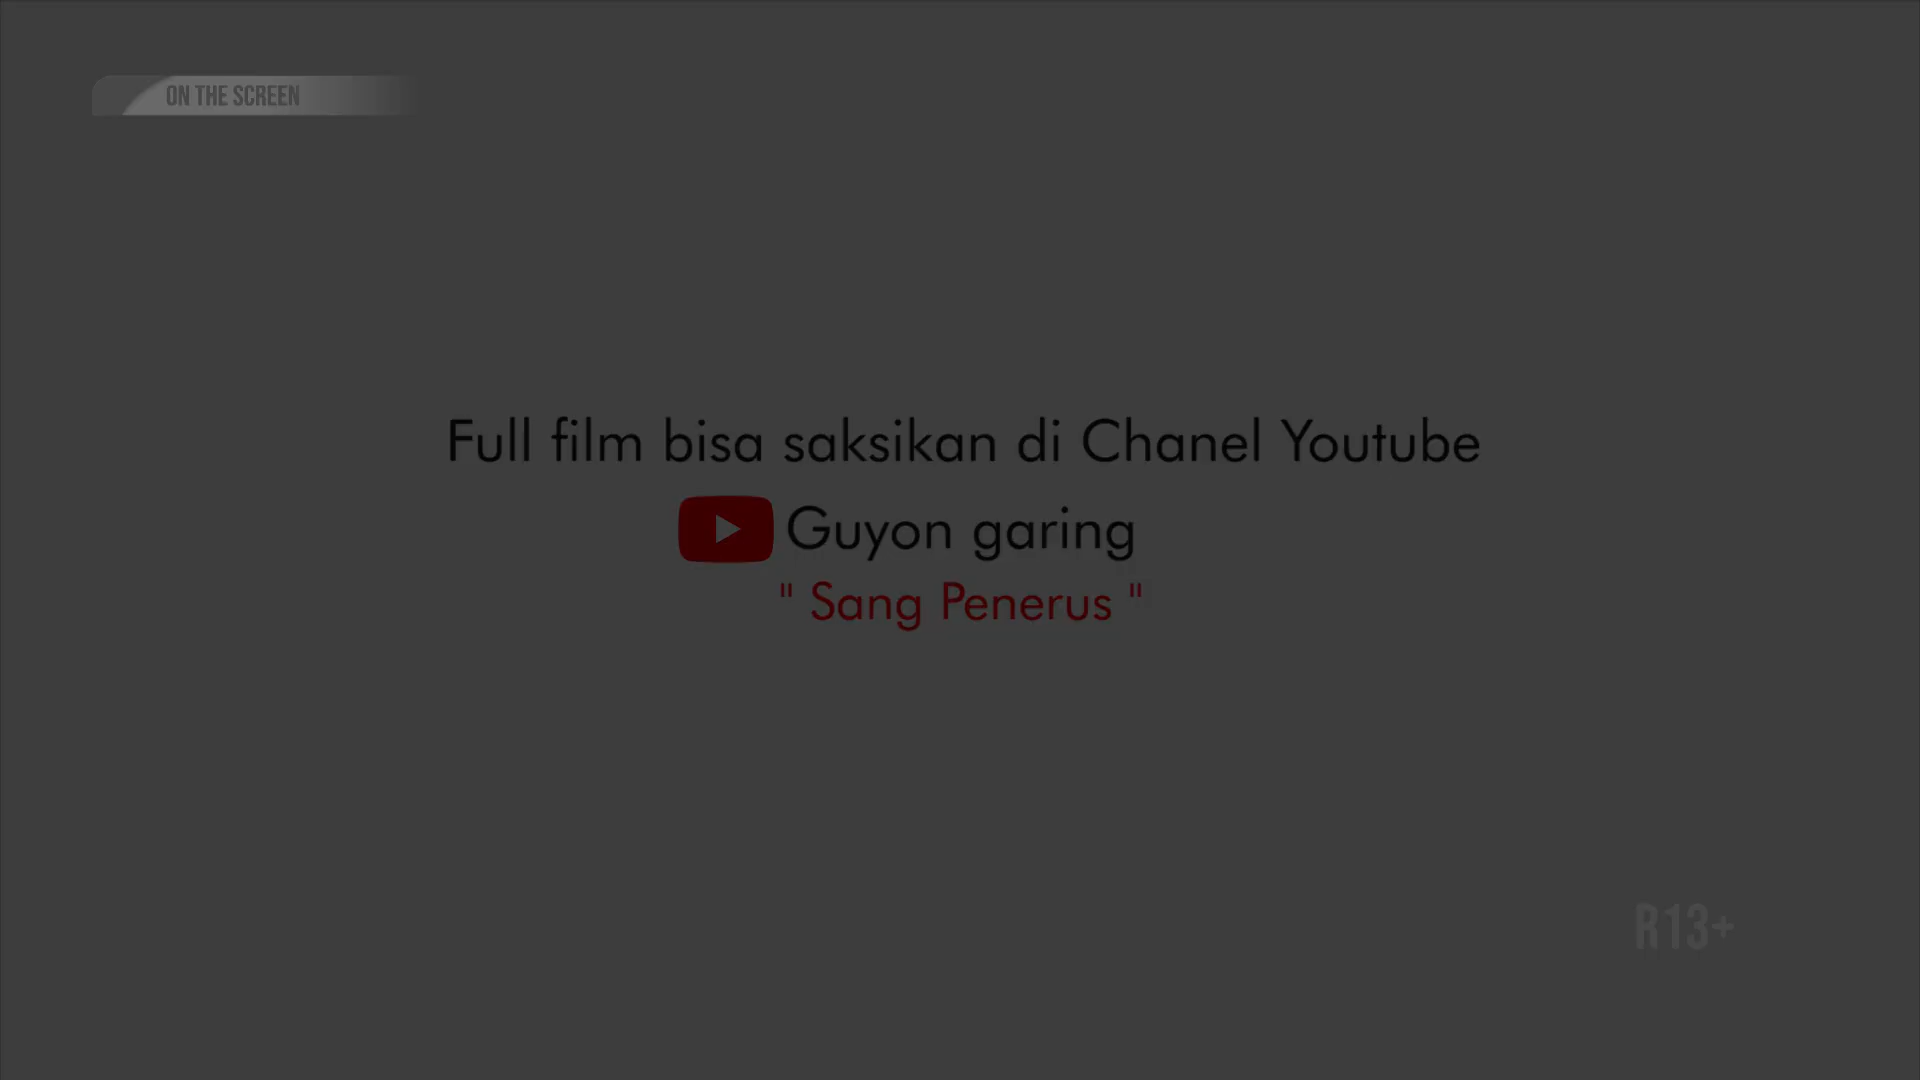 ON THE SCREEN
Full film bisa saksikan di Chanel Youtube
Guyon garing
" Sang Penerus "
R13+